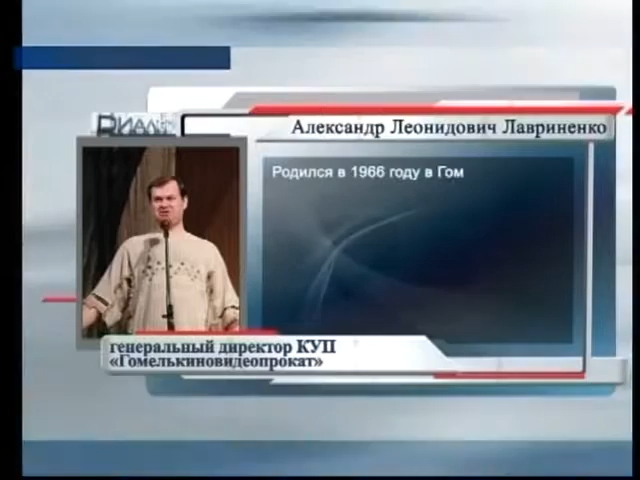 Александр Леонидович Лавриненко
Родился в 1966 году в Гом
генеральный директор КУП
«Гомелькиновидеопрокат»